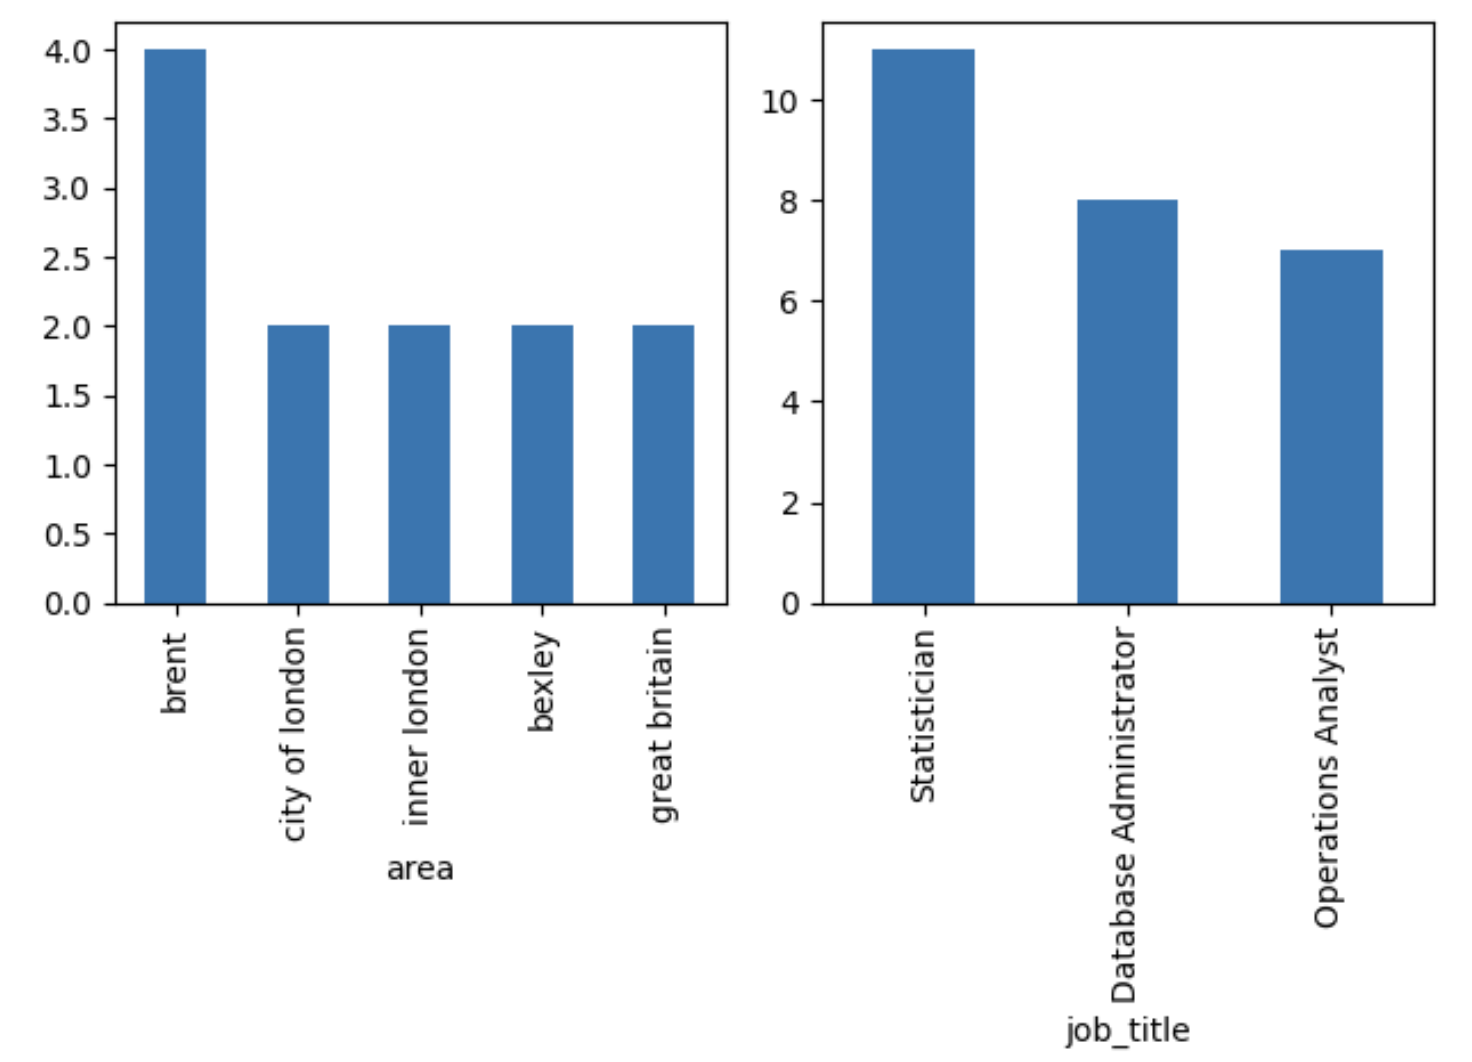 4.0
3.5
3.0
2.5
2.0
1.5
1.0
0.5
0.0
brent
city of london
inner london
bexley
great britain
area
10
8
6
4
2
0
Statistician
Database Administrator
Operations Analyst
job_title